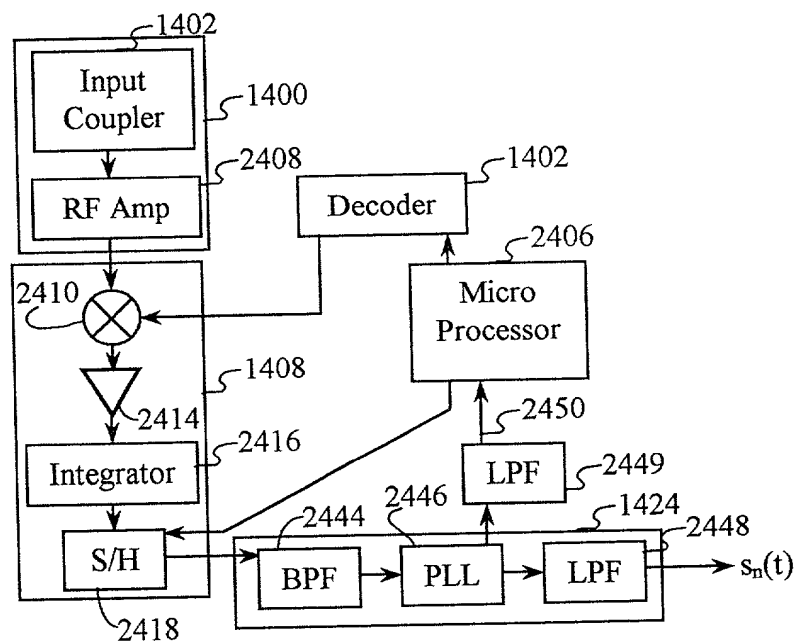 1402
Input
Coupler
1400
2408
RF Amp
1402
Decoder
2406
Micro
Processor
2410
1408
2414
2416
Integrator
2450
LPF
2449
2446
1424
2444
2448
S/H
BPF
PLL
LPF
sn(t)
2418